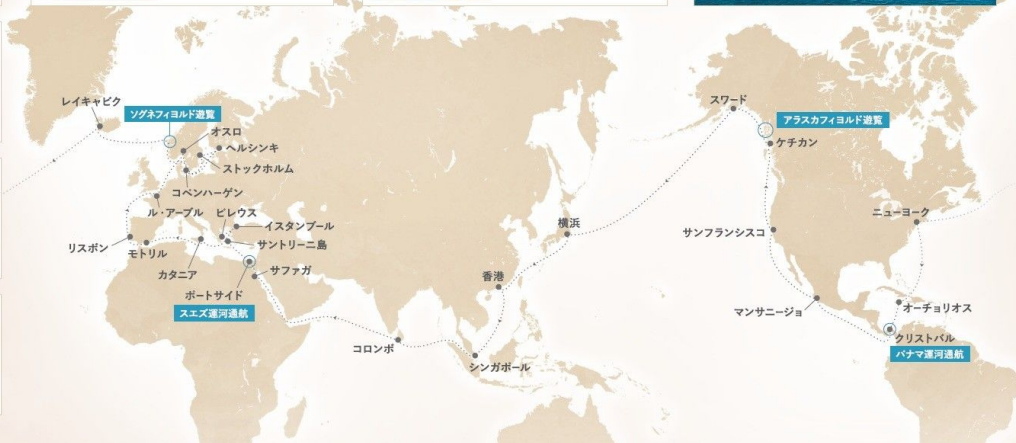 レイキャビク
ソグネフィヨルド遊覧
オスロ
ヘルシンキ
ストックホルム
コペンハーゲン
ル・アーブル
ピレウス
イスタンブール
サントリーニ島
リスボン
モトリル
カタニア
サファガ
ポートサイド
スエズ運河通航
コロンボ
シンガポール
香港
横浜
スワード
アラスカフィヨルド遊覧
ケチカン
サンフランシスコ
ニューヨーク
マンサニージョ
オーチョリオス
クリストバル
パナマ運河通航